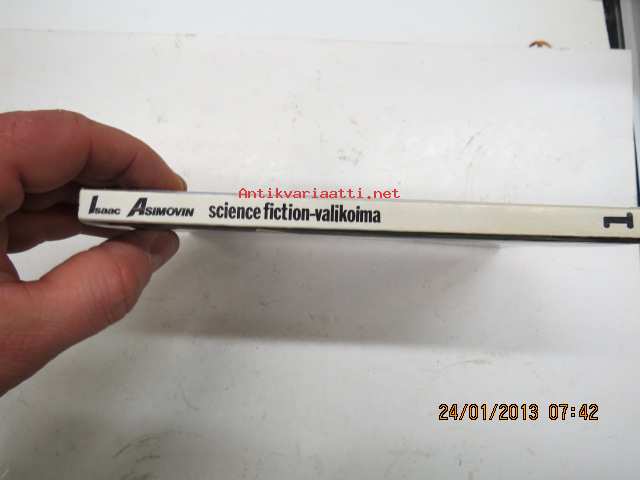 Antikvariaatti.net
Isaac ASIMOVIN science fiction-valikoima 1
24/01/2013 07:42